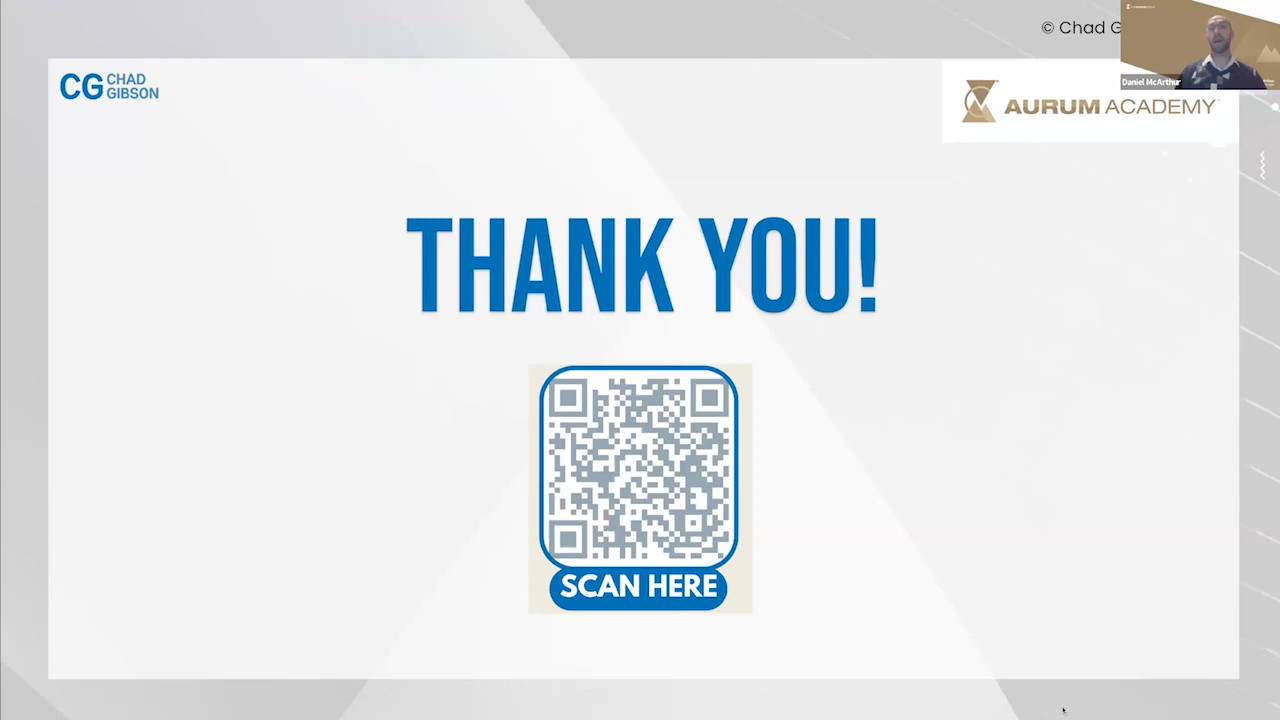 © Chad G
Daniel McArthur
CG CHAD
GIBSON
AURUM ACADEMY
THANK YOU!
SCAN HERE